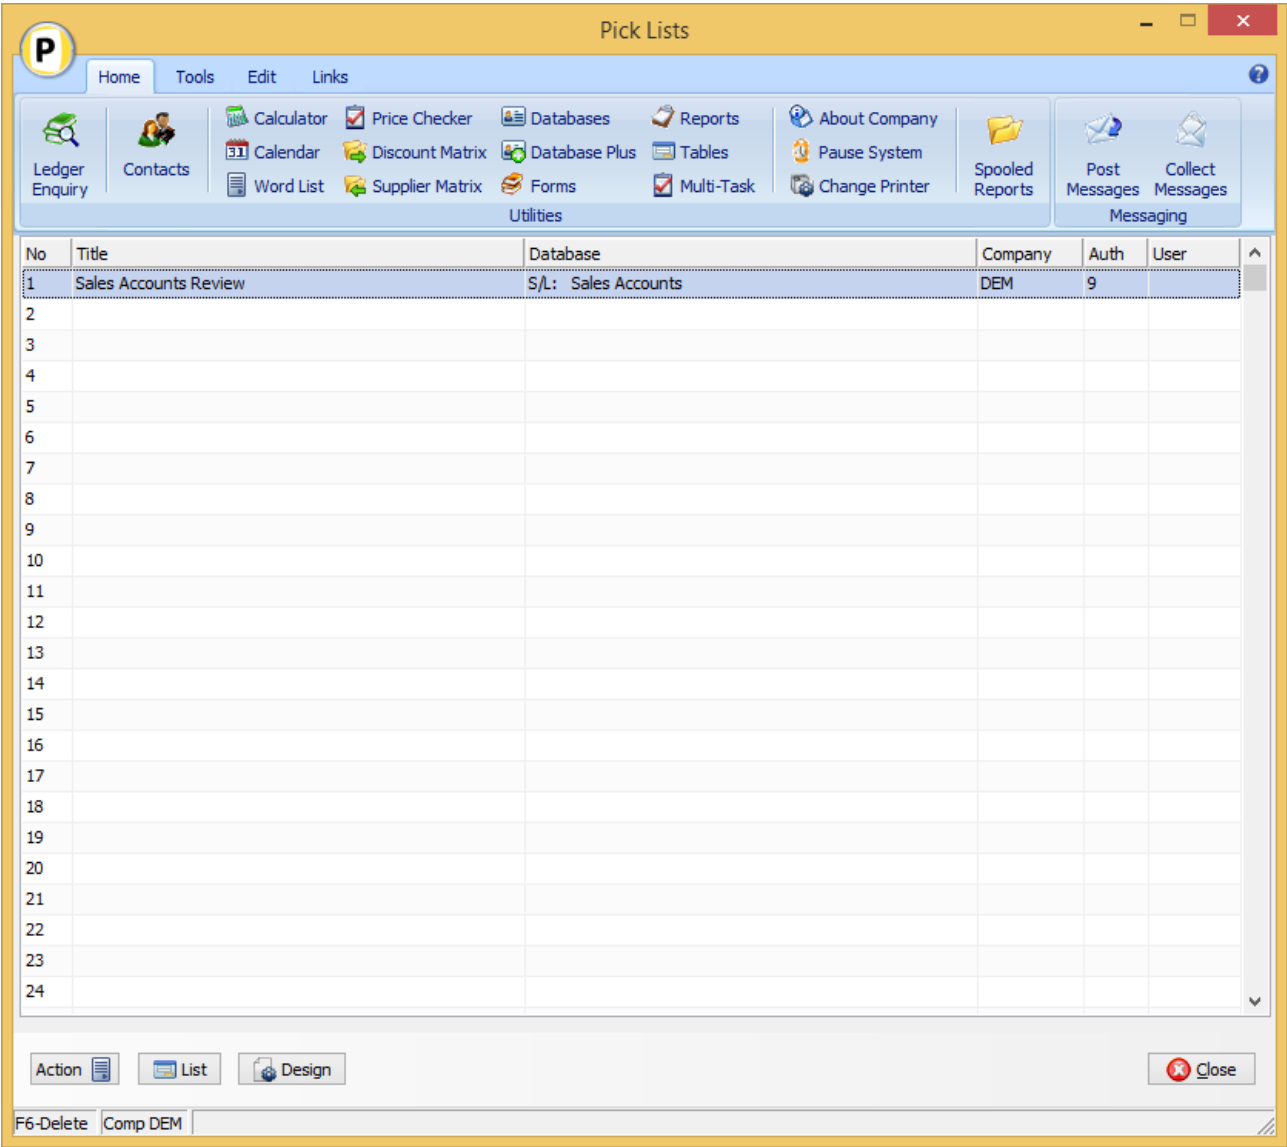 Pick Lists
P
Home Tools Edit Links
Ledger Enquiry
Contacts
Calculator Price Checker Databases Reports About Company
Calendar Discount Matrix Database Plus Tables Pause System
Word List Supplier Matrix Forms Multi-Task Change Printer
31
Spooled Reports
Post Messages
Collect Messages
Utilities
Messaging
No Title Database Company Auth User
1 Sales Accounts Review S/L: Sales Accounts DEM 9
2
3
4
5
6
7
8
9
10
11
12
13
14
15
16
17
18
19
20
21
22
23
24
Action List Design Close
F6-Delete Comp DEM